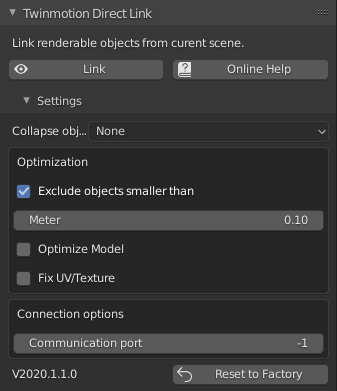 Twinmotion Direct Link
Link renderable objects from curent scene.
Link
Online Help
Settings
Collapse obj... None
Optimization
Exclude objects smaller than
Meter 0.10
Optimize Model
Fix UV/Texture
Connection options
Communication port -1
V2020.1.1.0
Reset to Factory